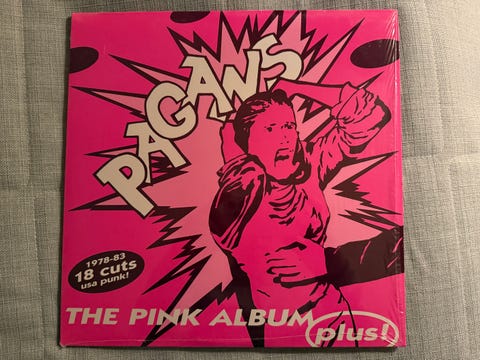 PAGANS
1978-83
18 cuts
usa punk!
THE PINK ALBUM
plus!